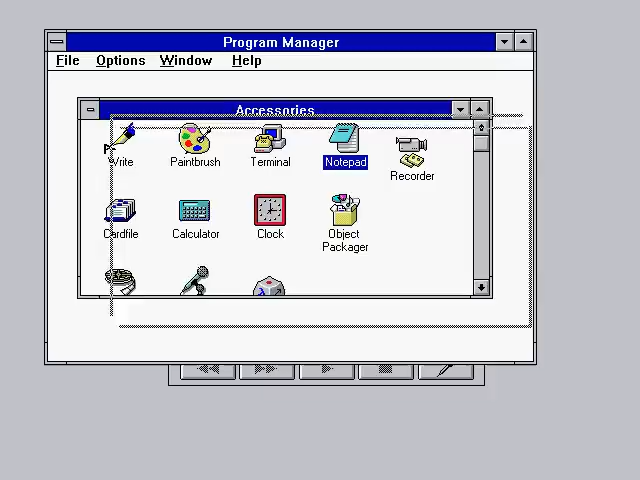 Program Manager
File Options Window Help
Accessories
Write Paintbrush Terminal Notepad Recorder
Cardfile Calculator Clock Object Packager